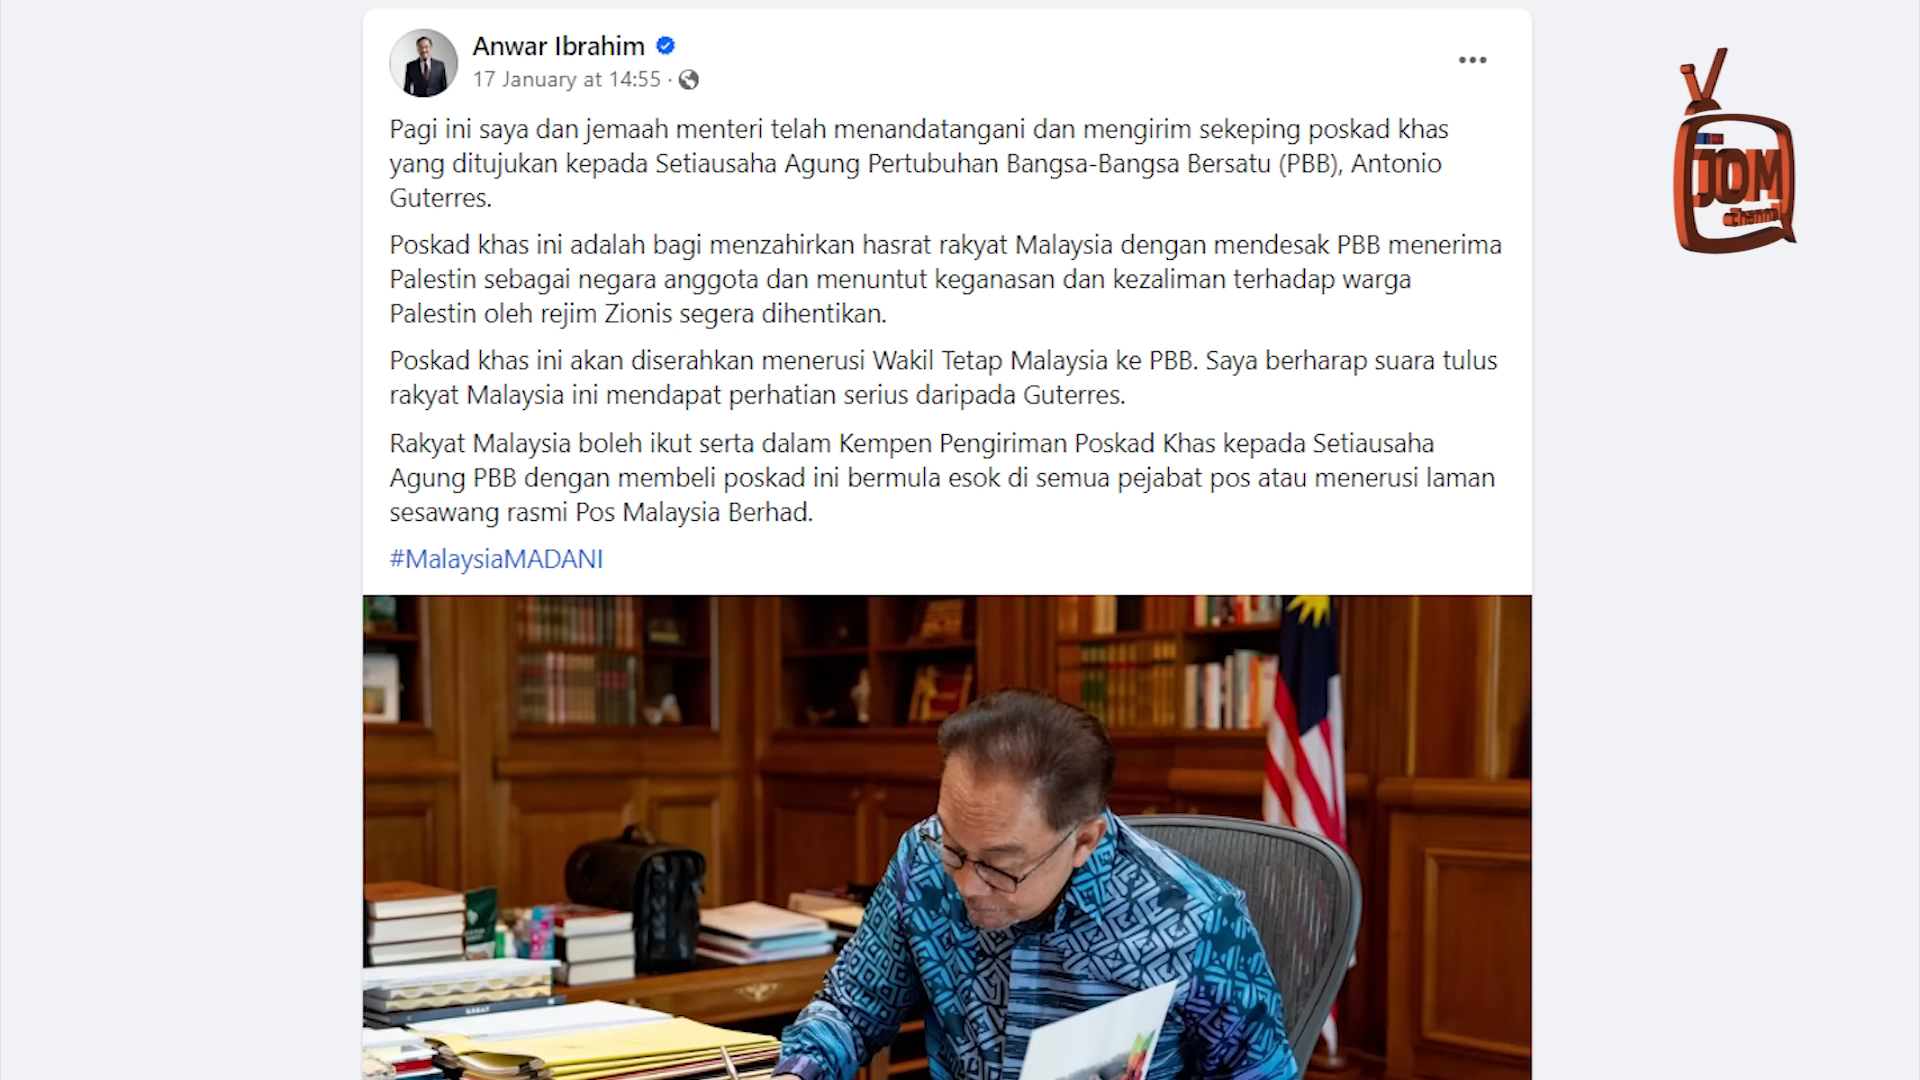 Anwar Ibrahim
17 January at 14:55 ·
Pagi ini saya dan jemaah menteri telah menandatangani dan mengirim sekeping poskad khas
yang ditujukan kepada Setiausaha Agung Pertubuhan Bangsa-Bangsa Bersatu (PBB), Antonio
Guterres.
Poskad khas ini adalah bagi menzahirkan hasrat rakyat Malaysia dengan mendesak PBB menerima
Palestin sebagai negara anggota dan menuntut keganasan dan kezaliman terhadap warga
Palestin oleh rejim Zionis segera dihentikan.
Poskad khas ini akan diserahkan menerusi Wakil Tetap Malaysia ke PBB. Saya berharap suara tulus
rakyat Malaysia ini mendapat perhatian serius daripada Guterres.
Rakyat Malaysia boleh ikut serta dalam Kempen Pengiriman Poskad Khas kepada Setiausaha
Agung PBB dengan membeli poskad ini bermula esok di semua pejabat pos atau menerusi laman
sesawang rasmi Pos Malaysia Berhad.
#MalaysiaMADANI
JOM
channel